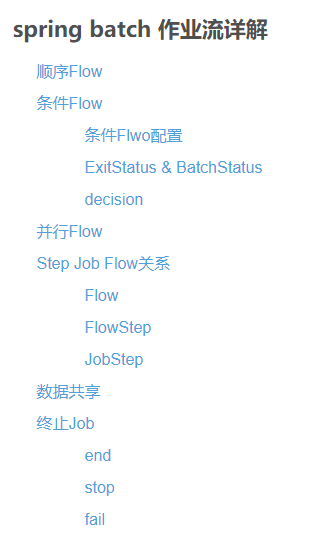 spring batch 作业流详解
顺序Flow
条件Flow
条件Flwo配置
ExitStatus & BatchStatus
decision
并行Flow
Step Job Flow关系
Flow
FlowStep
JobStep
数据共享
终止Job
end
stop
fail